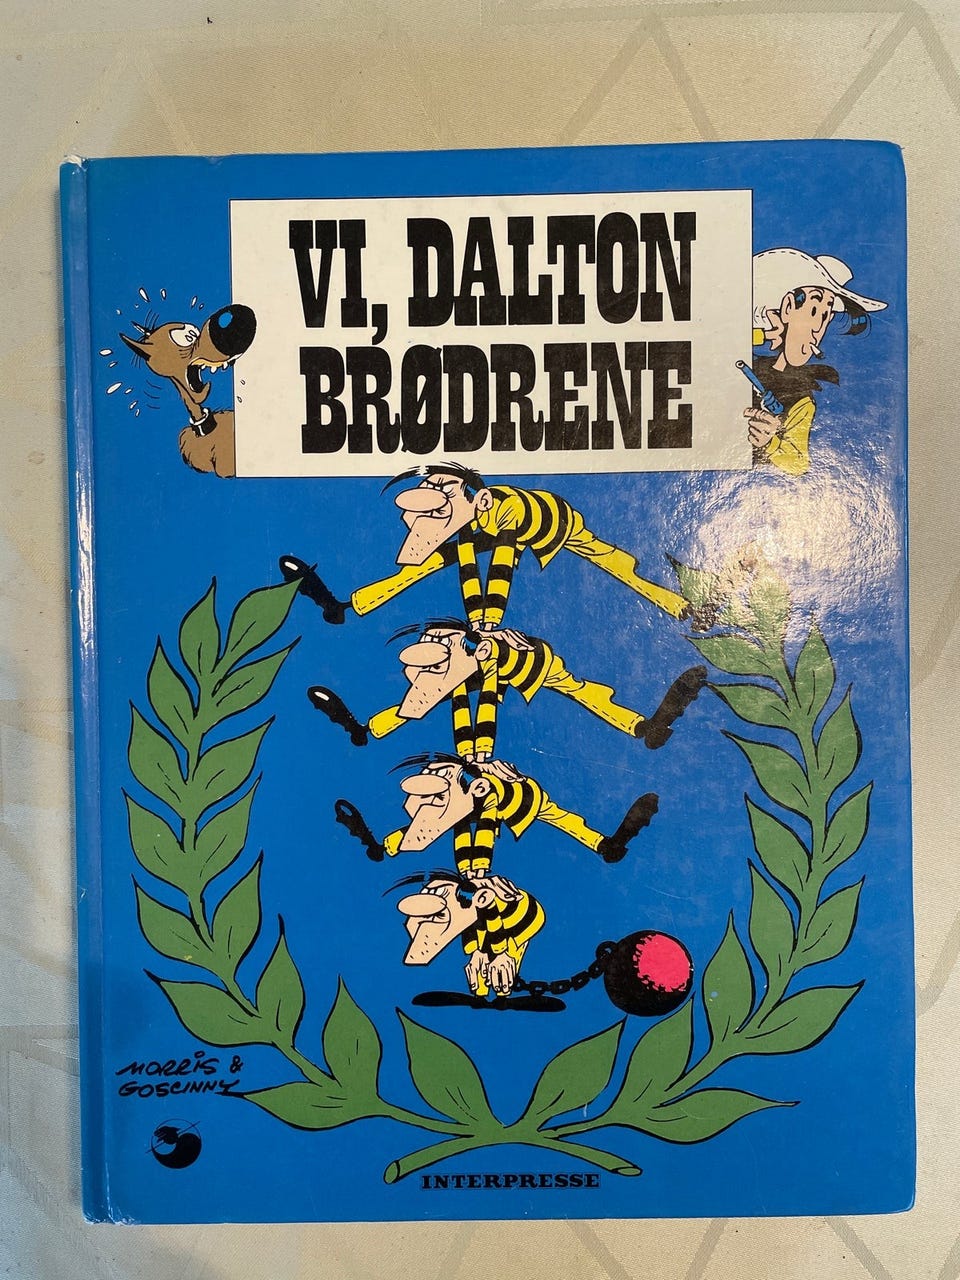 VI, DALTON
BRØDRENE
MORRIS &
GOSCINNY
INTERPRESSE